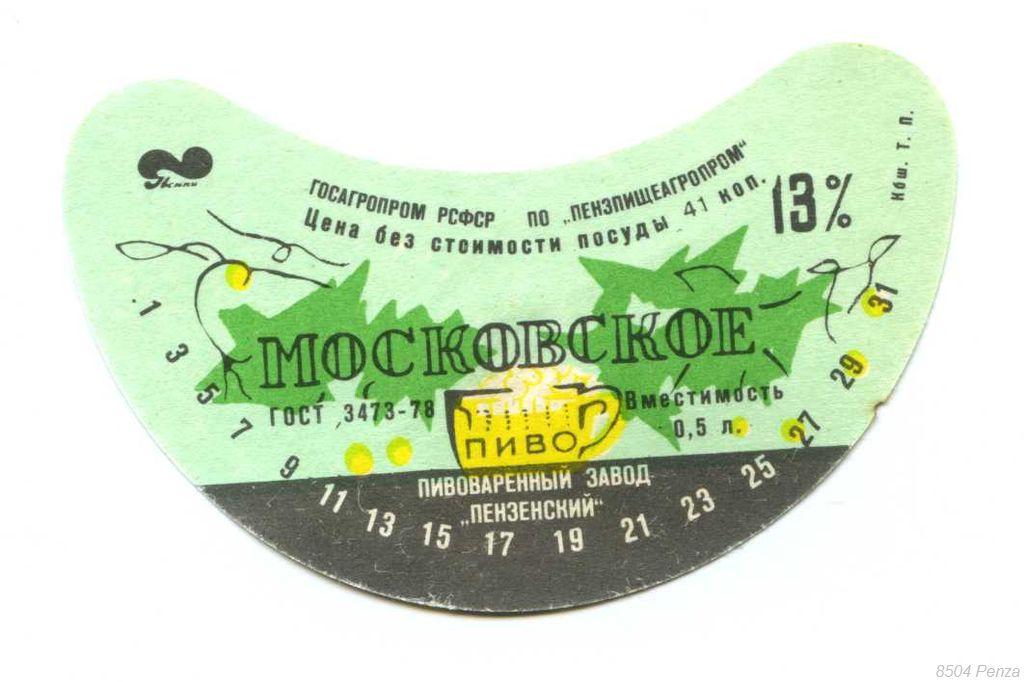 ГОСАГРОПРОМ РСФСР ПО „ПЕНЗПИЩЕАГРОПРОМ“
Цена без стоимости посуды 41 коп.
13%
Кбш. т. п.
МОСКОВСКОЕ
ГОСТ 3473-78
ПИВО
Вместимость
0,5 л.
ПИВОВАРЕННЫЙ ЗАВОД
„ПЕНЗЕНСКИЙ“
1 3 5 7 9 11 13 15 17 19 21 23 25 27 29 31
8504 Penza